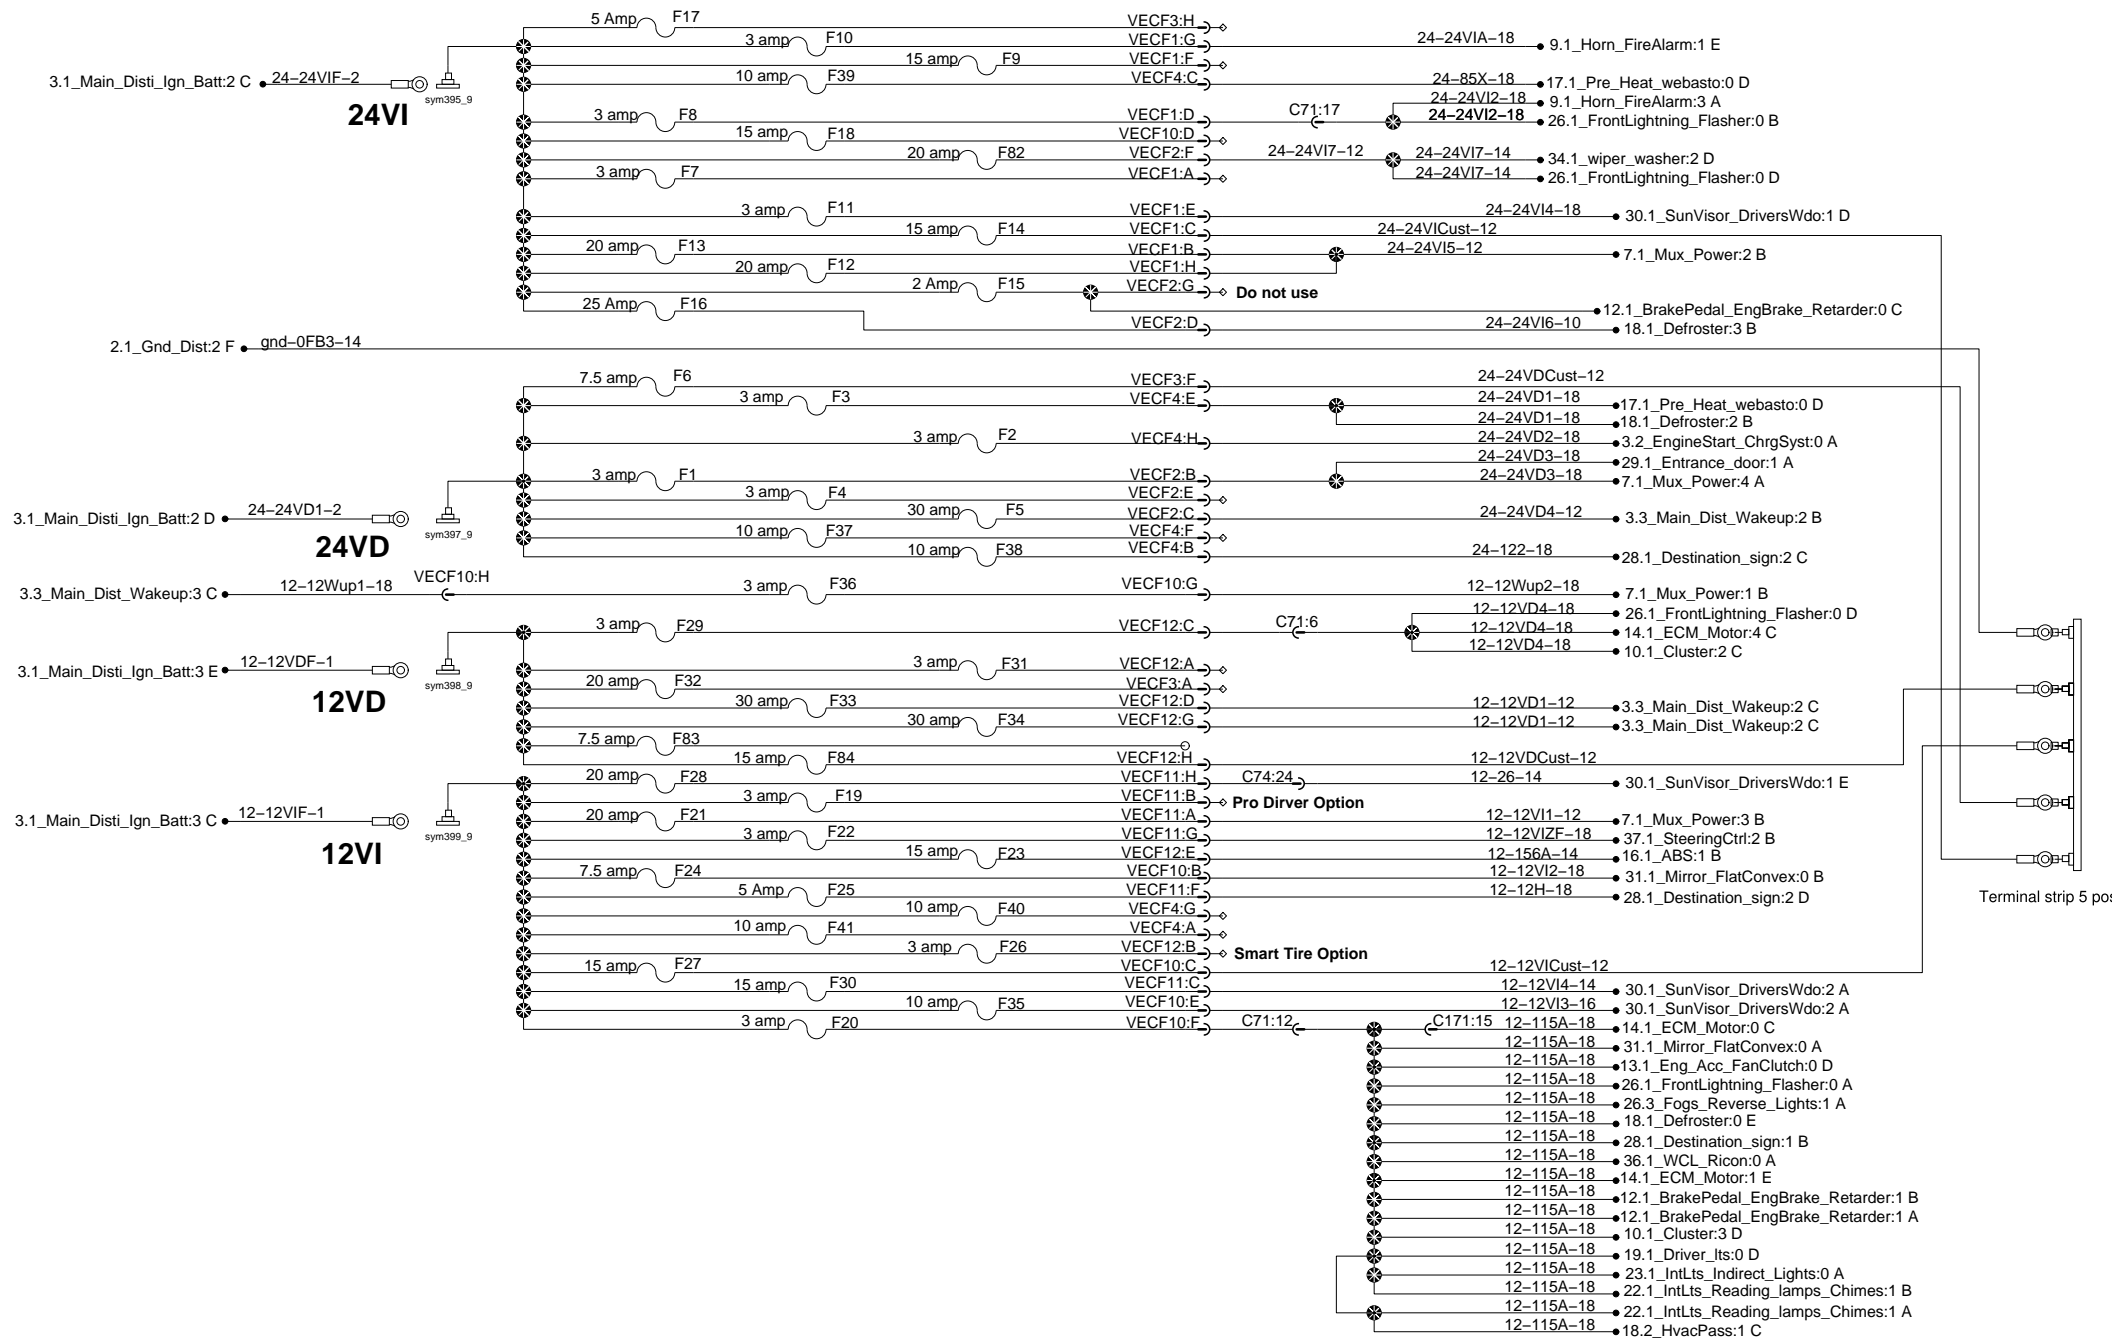 5 Amp F17 VECF3:H
3 amp F10 VECF1:G 24–24VIA–18 9.1_Horn_FireAlarm:1 E
15 amp F9 VECF1:F
3.1_Main_Disti_Ign_Batt:2 C 24–24VIF–2 sym395_9 10 amp F39 VECF4:C 24–85X–18 17.1_Pre_Heat_webasto:0 D
24–24VI2–18 9.1_Horn_FireAlarm:3 A
24VI 3 amp F8 VECF1:D C71:17 24–24VI2–18 26.1_FrontLightning_Flasher:0 B
15 amp F18 VECF10:D
20 amp F82 VECF2:F 24–24VI7–12 24–24VI7–14 34.1_wiper_washer:2 D
3 amp F7 VECF1:A 24–24VI7–14 26.1_FrontLightning_Flasher:0 D
3 amp F11 VECF1:E 24–24VI4–18 30.1_SunVisor_DriversWdo:1 D
15 amp F14 VECF1:C 24–24VICust–12
20 amp F13 VECF1:B 24–24VI5–12 7.1_Mux_Power:2 B
20 amp F12 VECF1:H
2 Amp F15 VECF2:G Do not use
25 Amp F16 12.1_BrakePedal_EngBrake_Retarder:0 C
VECF2:D 24–24VI6–10 18.1_Defroster:3 B
2.1_Gnd_Dist:2 F gnd–0FB3–14
7.5 amp F6 VECF3:F 24–24VDCust–12
3 amp F3 VECF4:E 24–24VD1–18 17.1_Pre_Heat_webasto:0 D
24–24VD1–18 18.1_Defroster:2 B
3 amp F2 VECF4:H 24–24VD2–18 3.2_EngineStart_ChrgSyst:0 A
24–24VD3–18 29.1_Entrance_door:1 A
3 amp F1 VECF2:B 24–24VD3–18 7.1_Mux_Power:4 A
3 amp F4 VECF2:E
3.1_Main_Disti_Ign_Batt:2 D 24–24VD1–2 sym397_9 30 amp F5 VECF2:C 24–24VD4–12 3.3_Main_Dist_Wakeup:2 B
24VD 10 amp F37 VECF4:F
10 amp F38 VECF4:B 24–122–18 28.1_Destination_sign:2 C
3.3_Main_Dist_Wakeup:3 C 12–12Wup1–18 VECF10:H 3 amp F36 VECF10:G 12–12Wup2–18 7.1_Mux_Power:1 B
12–12VD4–18 26.1_FrontLightning_Flasher:0 D
3 amp F29 VECF12:C C71:6 12–12VD4–18 14.1_ECM_Motor:4 C
12–12VD4–18 10.1_Cluster:2 C
3.1_Main_Disti_Ign_Batt:3 E 12–12VDF–1 sym398_9 3 amp F31 VECF12:A
20 amp F32 VECF3:A
12VD 30 amp F33 VECF12:D 12–12VD1–12 3.3_Main_Dist_Wakeup:2 C
30 amp F34 VECF12:G 12–12VD1–12 3.3_Main_Dist_Wakeup:2 C
7.5 amp F83
15 amp F84 VECF12:H 12–12VDCust–12
20 amp F28 VECF11:H C74:24 12–26–14 30.1_SunVisor_DriversWdo:1 E
3 amp F19 VECF11:B Pro Dirver Option
3.1_Main_Disti_Ign_Batt:3 C 12–12VIF–1 sym399_9 20 amp F21 VECF11:A 12–12VI1–12 7.1_Mux_Power:3 B
3 amp F22 VECF11:G 12–12VIZF–18 37.1_SteeringCtrl:2 B
12VI 15 amp F23 VECF12:E 12–156A–14 16.1_ABS:1 B
7.5 amp F24 VECF10:B 12–12VI2–18 31.1_Mirror_FlatConvex:0 B
5 Amp F25 VECF11:F 12–12H–18 28.1_Destination_sign:2 D
Terminal strip 5 pos
10 amp F40 VECF4:G
10 amp F41 VECF4:A
3 amp F26 VECF12:B Smart Tire Option
15 amp F27 VECF10:C 12–12VICust–12
15 amp F30 VECF11:C 12–12VI4–14 30.1_SunVisor_DriversWdo:2 A
10 amp F35 VECF10:E 12–12VI3–16 30.1_SunVisor_DriversWdo:2 A
3 amp F20 VECF10:F C71:12 C171:15 12–115A–18 14.1_ECM_Motor:0 C
12–115A–18 31.1_Mirror_FlatConvex:0 A
12–115A–18 13.1_Eng_Acc_FanClutch:0 D
12–115A–18 26.1_FrontLightning_Flasher:0 A
12–115A–18 26.3_Fogs_Reverse_Lights:1 A
12–115A–18 18.1_Defroster:0 E
12–115A–18 28.1_Destination_sign:1 B
12–115A–18 36.1_WCL_Ricon:0 A
12–115A–18 14.1_ECM_Motor:1 E
12–115A–18 12.1_BrakePedal_EngBrake_Retarder:1 B
12–115A–18 12.1_BrakePedal_EngBrake_Retarder:1 A
12–115A–18 10.1_Cluster:3 D
12–115A–18 19.1_Driver_lts:0 D
12–115A–18 23.1_IntLts_Indirect_Lights:0 A
12–115A–18 22.1_IntLts_Reading_lamps_Chimes:1 B
12–115A–18 22.1_IntLts_Reading_lamps_Chimes:1 A
12–115A–18 18.2_HvacPass:1 C